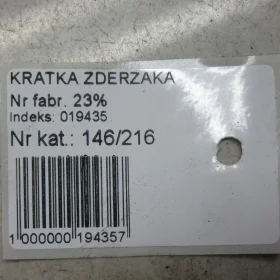 KRATKA ZDERZAKA
Nr fabr. 23%
Indeks: 019435
Nr kat.: 146/216
1 000000 194357